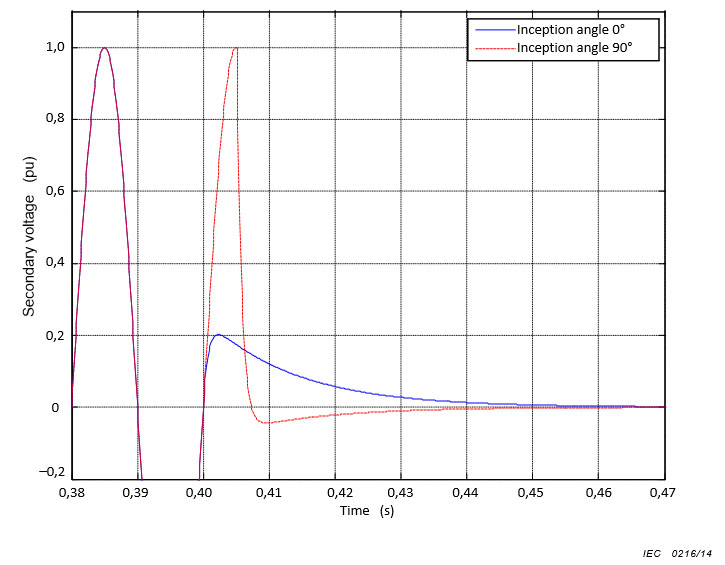 Inception angle 0°
Inception angle 90°
1,0
0,8
0,6
0,4
0,2
0
–0,2
Secondary voltage (pu)
0,38 0,39 0,40 0,41 0,42 0,43 0,44 0,45 0,46 0,47
Time (s)
IEC 0216/14